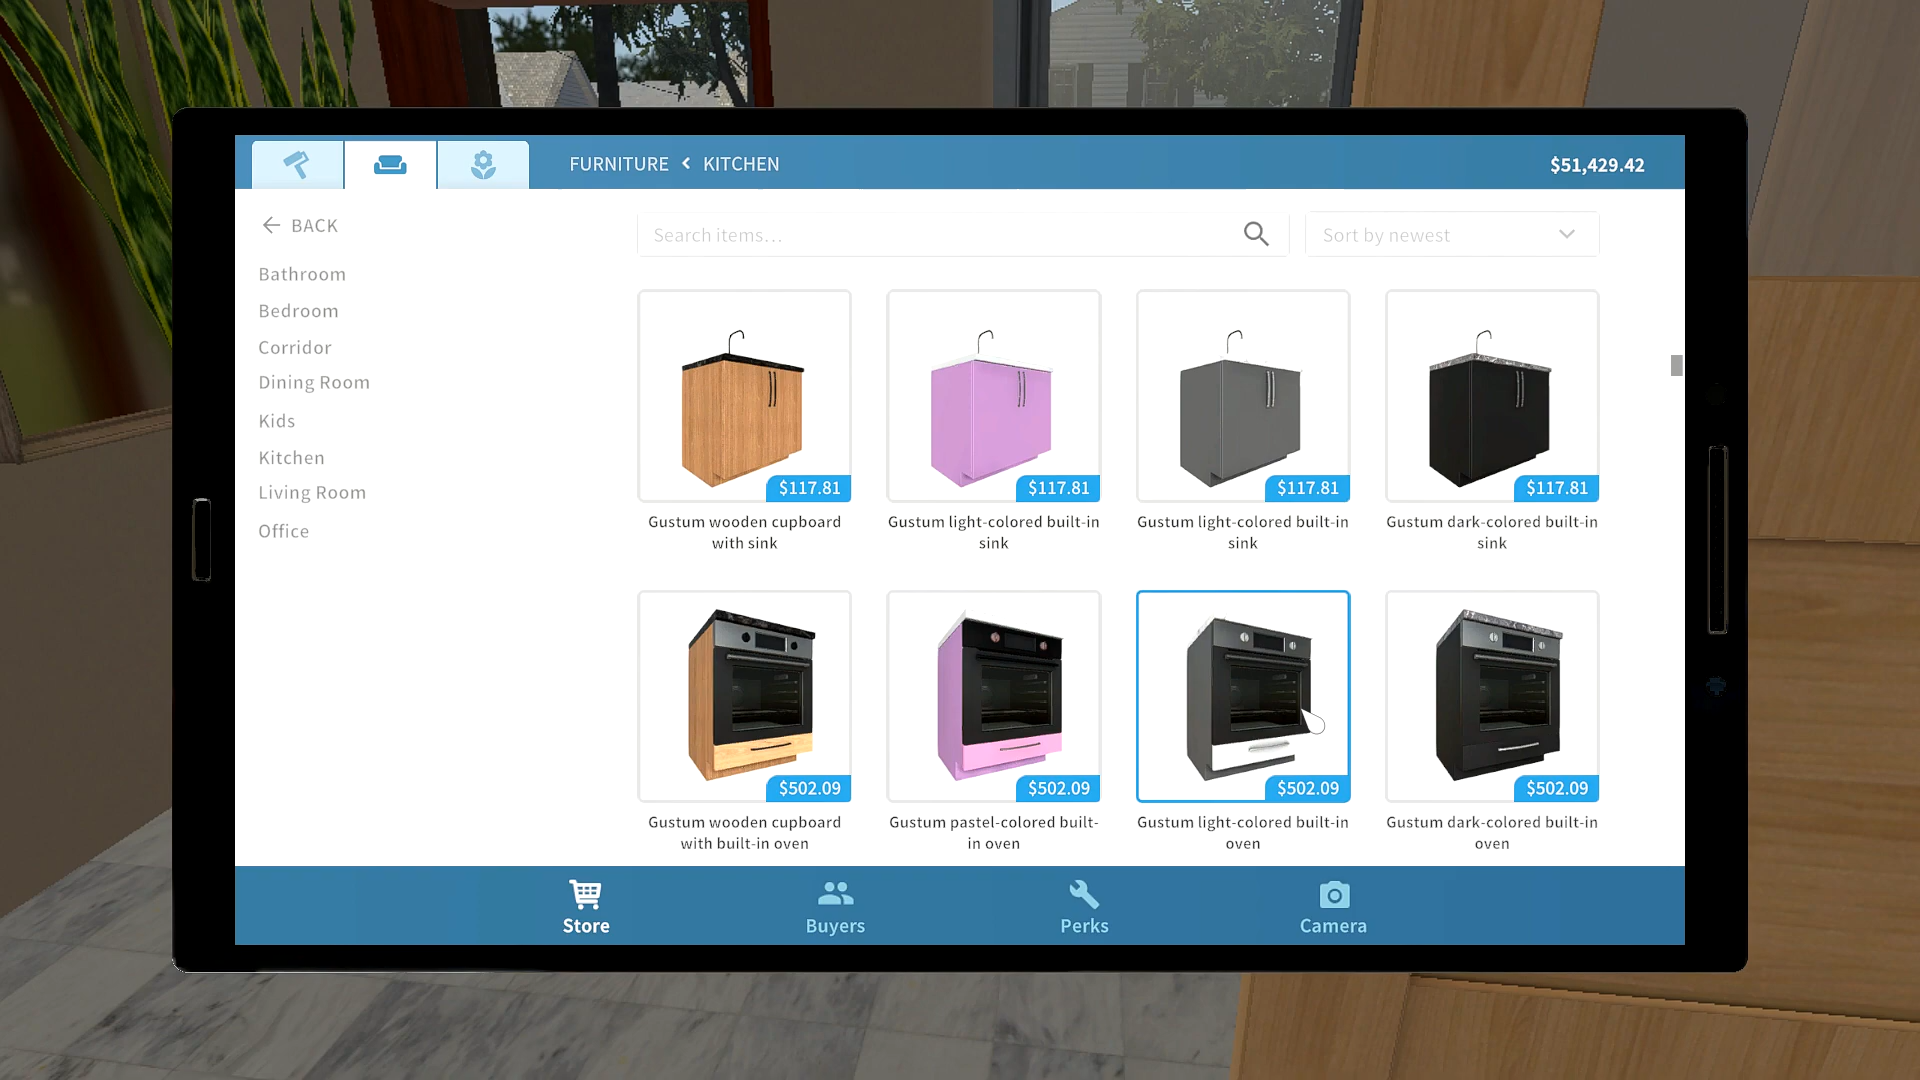 FURNITURE < KITCHEN
$51,429.42
BACK
Search items...
Sort by newest
Bathroom
Bedroom
Corridor
Dining Room
Kids
Kitchen
Living Room
Office
$117.81
$117.81
$117.81
$117.81
Gustum wooden cupboard
with sink
Gustum light-colored built-in
sink
Gustum light-colored built-in
sink
Gustum dark-colored built-in
sink
$502.09
$502.09
$502.09
$502.09
Gustum wooden cupboard
with built-in oven
Gustum pastel-colored built-
in oven
Gustum light-colored built-in
oven
Gustum dark-colored built-in
oven
Store
Buyers
Perks
Camera